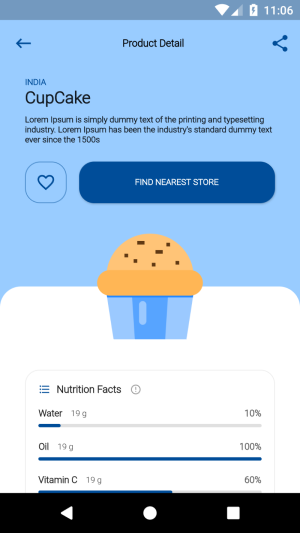 11:06
Product Detail
INDIA
CupCake
Lorem Ipsum is simply dummy text of the printing and typesetting
industry. Lorem Ipsum has been the industry's standard dummy text
ever since the 1500s
FIND NEAREST STORE
Nutrition Facts
Water 19 g 10%
Oil 19 g 100%
Vitamin C 19 g 60%